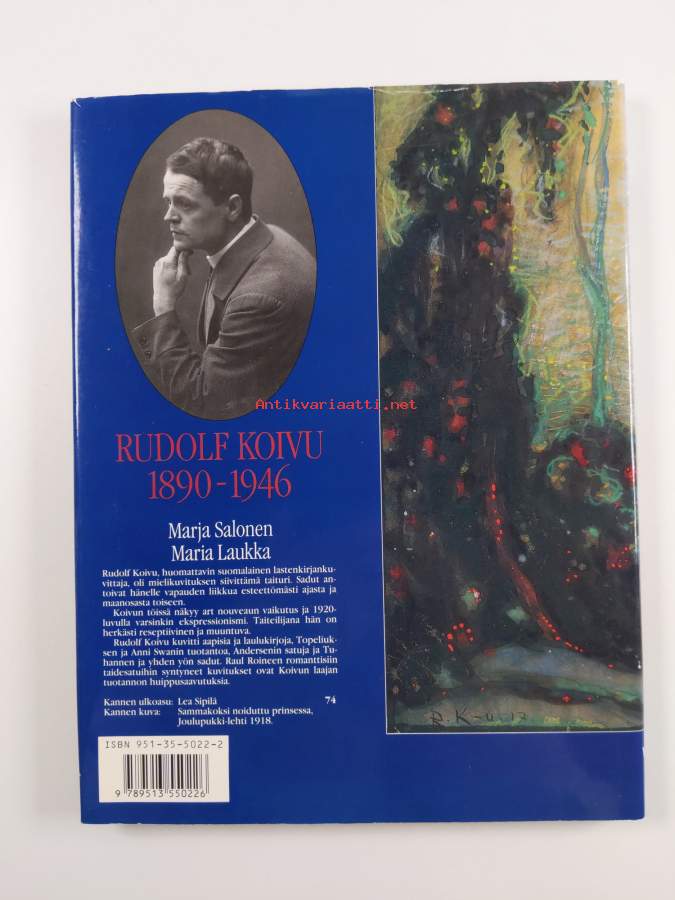 Antikvariaatti.net
RUDOLF KOIVU
1890-1946
Marja Salonen
Maria Laukka
Rudolf Koivu, huomattavin suomalainen lastenkirjanku-
vittaja, oli mielikuvituksen siivittämä taituri. Sadut an-
toivat hänelle vapauden liikkua esteettömästi ajasta ja
maanosasta toiseen.
Koivun töissä näkyy art nouveaun vaikutus ja 1920-
luvulla varsinkin ekspressionismi. Taiteilijana hän on
herkästi reseptiivinen ja muuntuva.
Rudolf Koivu kuvitti aapisia ja laulukirjoja, Topeliuk-
sen ja Anni Swanin tuotantoa, Andersenin satuja ja Tu-
hannen ja yhden yön sadut. Raul Roineen romanttisiin
taidesatuihin syntyneet kuvitukset ovat Koivun laajan
tuotannon huippusaavutuksia.
Kannen ulkoasu: Lea Sipilä 74
Kannen kuva: Sammakoksi noiduttu prinsessa,
Joulupukki-lehti 1918.
R. K-u. 17
ISBN 951-35-5022-2
9 789513 550226